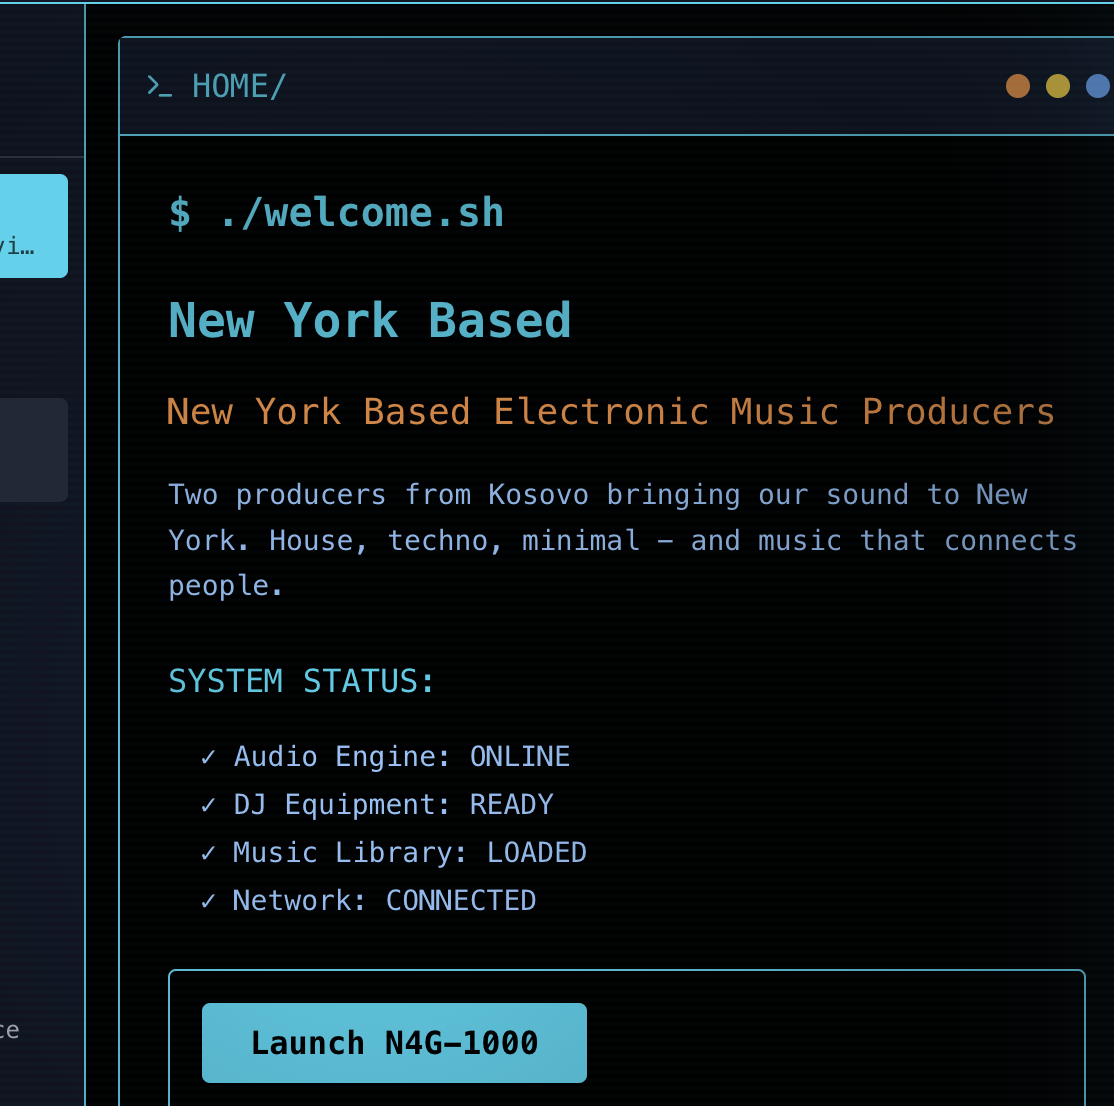 HOME/
$ ./welcome.sh
New York Based
New York Based Electronic Music Producers
Two producers from Kosovo bringing our sound to New
York. House, techno, minimal — and music that connects
people.
SYSTEM STATUS:
✓ Audio Engine: ONLINE
✓ DJ Equipment: READY
✓ Music Library: LOADED
✓ Network: CONNECTED
Launch N4G-1000